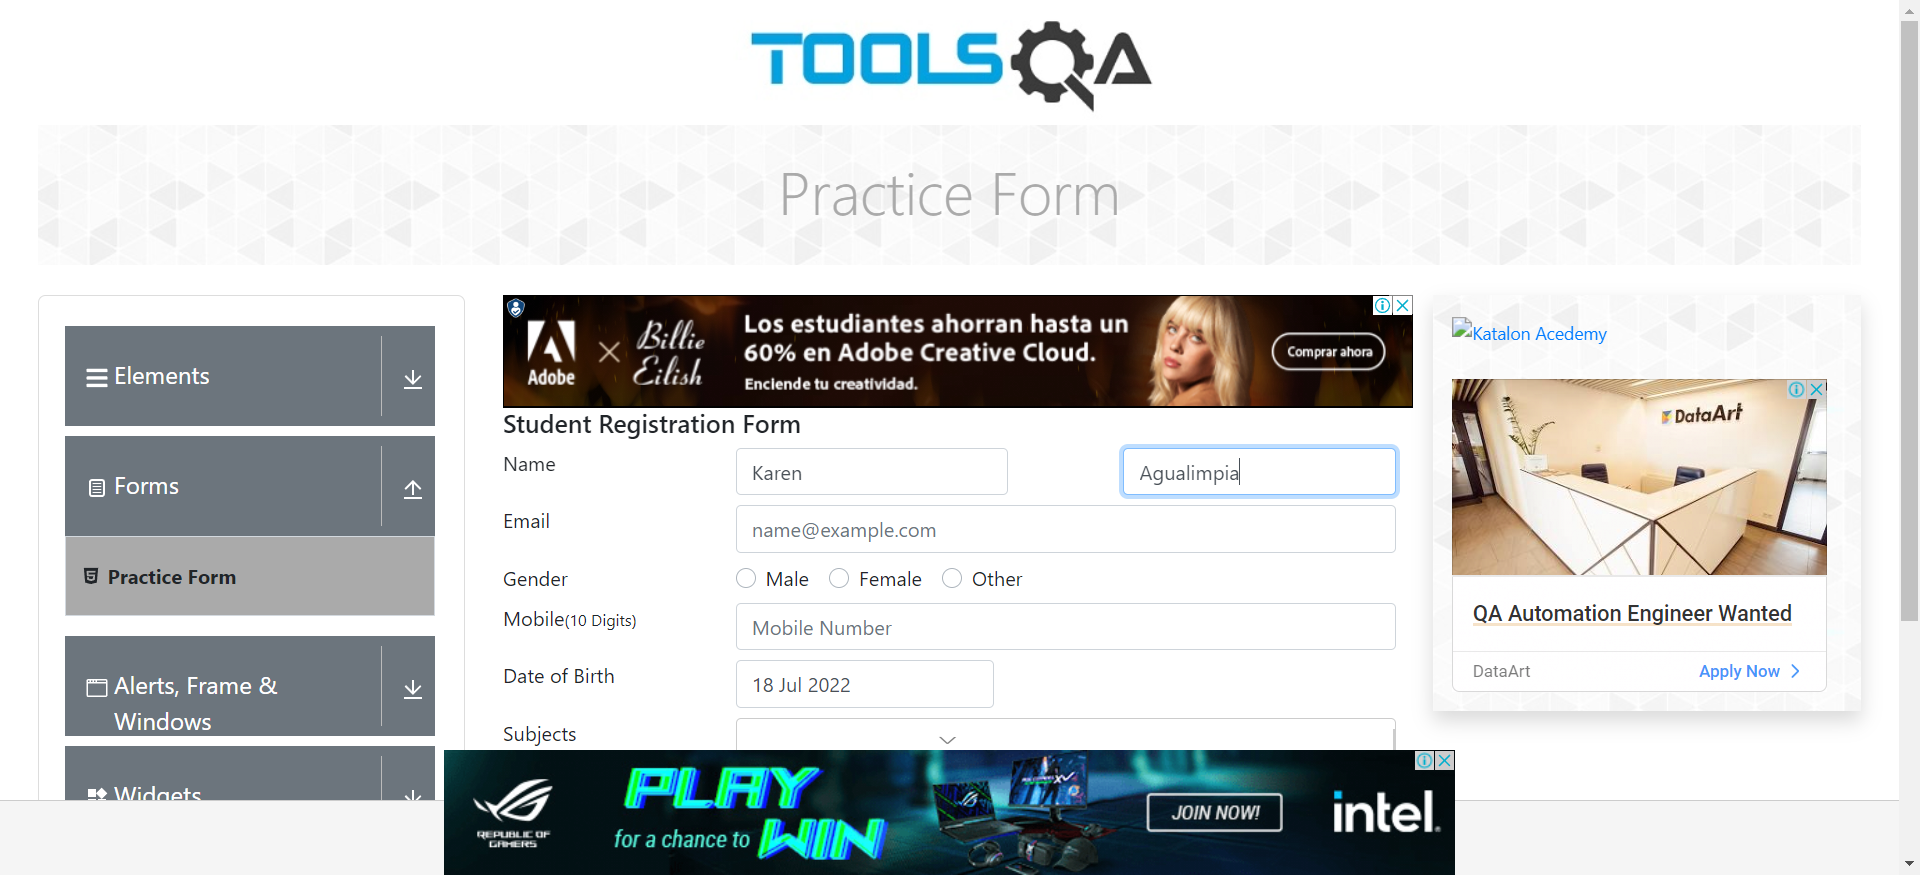 TOOLSQA
Practice Form
Elements
Forms
Practice Form
Alerts, Frame &
Windows
Widgets
Adobe
Billie
Eilish
Los estudiantes ahorran hasta un
60% en Adobe Creative Cloud.
Enciende tu creatividad.
Comprar ahora
Student Registration Form
Name
Karen
Agualimpia
Email
name@example.com
Gender
Male
Female
Other
Mobile(10 Digits)
Mobile Number
Date of Birth
18 Jul 2022
Subjects
Katalon Acedemy
DataArt
QA Automation Engineer Wanted
DataArt
Apply Now
REPUBLIC OF
GAMERS
PLAY
for a chance to WIN
JOIN NOW!
intel.